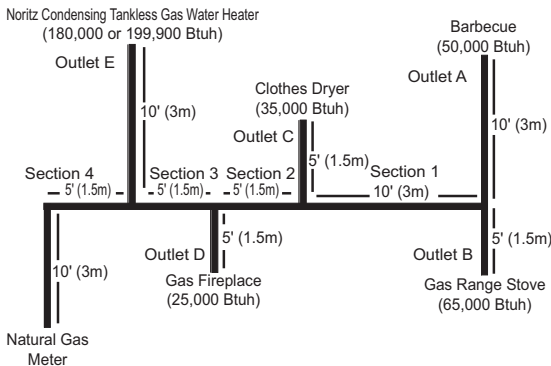 Noritz Condensing Tankless Gas Water Heater
(180,000 or 199,900 Btuh)
Outlet E
10' (3m)
Barbecue
(50,000 Btuh)
Outlet A
10' (3m)
Clothes Dryer
(35,000 Btuh)
Outlet C
5' (1.5m)
Section 4
5' (1.5m)
Section 3
5' (1.5m)
Section 2
5' (1.5m)
Section 1
10' (3m)
10' (3m)
Natural Gas
Meter
Outlet D
5' (1.5m)
Gas Fireplace
(25,000 Btuh)
Outlet B
5' (1.5m)
Gas Range Stove
(65,000 Btuh)